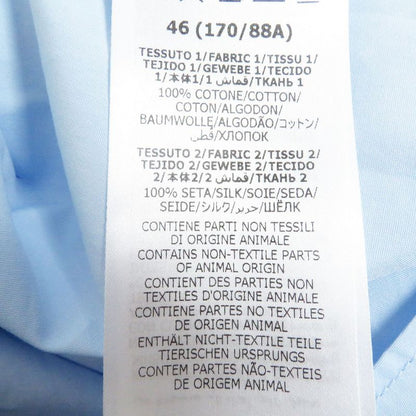 46 (170/88A)
TESSUTO 1/FABRIC 1/TISSU 1/
TEJIDO 1/GEWEBE 1/TECIDO
1/本体1/1 قماش/ТКАНЬ 1
100% COTONE/COTTON/
COTON/ALGODON/
BAUMWOLLE/ALGODÃO/コットン/
قطن/ХЛОПОК
TESSUTO 2/FABRIC 2/TISSU 2/
TEJIDO 2/GEWEBE 2/TECIDO
2/本体2/2 قماش/ТКАНЬ 2
100% SETA/SILK/SOIE/SEDA/
SEIDE/シルク/حرير/ШЁЛК
CONTIENE PARTI NON TESSILI
DI ORIGINE ANIMALE
CONTAINS NON-TEXTILE PARTS
OF ANIMAL ORIGIN
CONTIENT DES PARTIES NON
TEXTILES D'ORIGINE ANIMALE
CONTIENE PARTES NO TEXTILES
DE ORIGEN ANIMAL
ENTHÄLT NICHT-TEXTILE TEILE
TIERISCHEN URSPRUNGS
CONTEM PARTES NÃO-TEXTEIS
DE ORIGEM ANIMAL